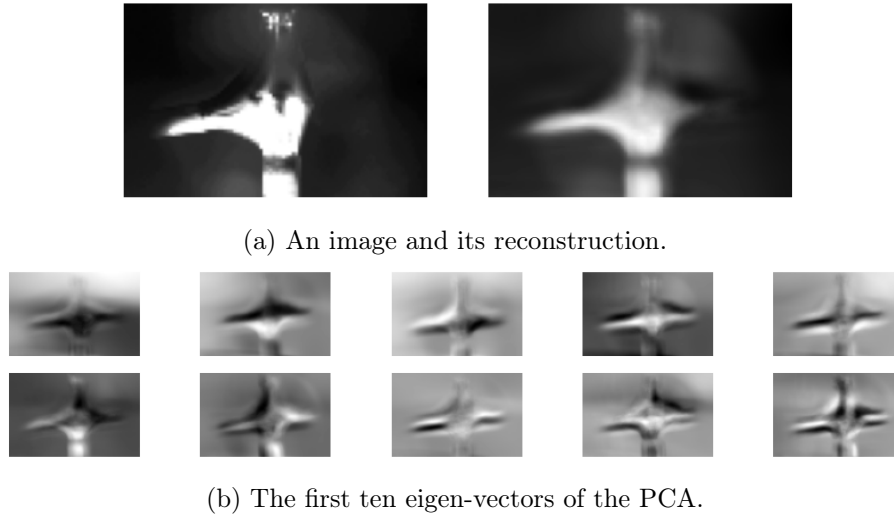 (a) An image and its reconstruction.
(b) The first ten eigen-vectors of the PCA.